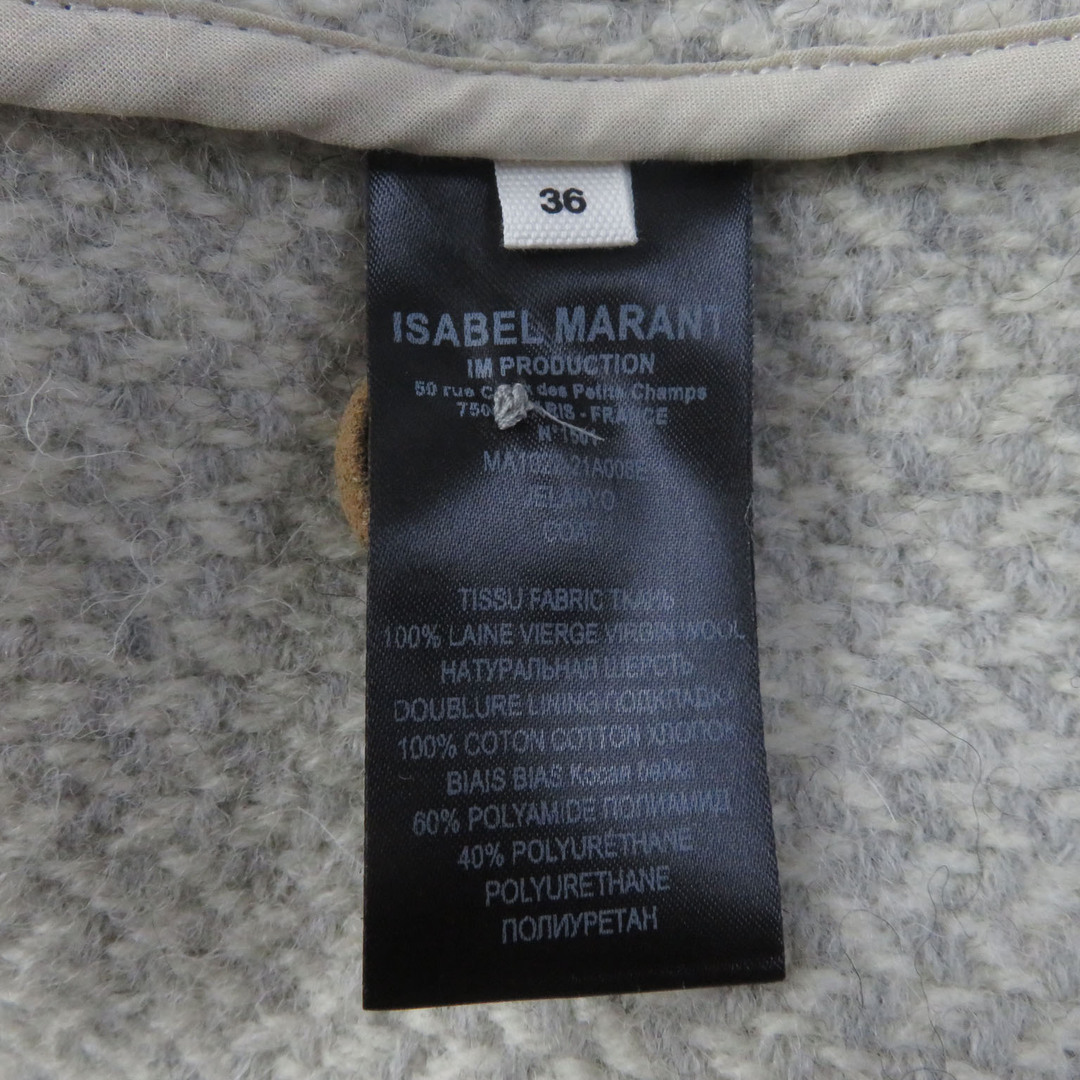 36
ISABEL MARANT
IM PRODUCTION
50 rue des Petits Champs
PARIS - FRANCE
TISSU FABRIC ТКАНЬ
100% LAINE VIERGE VIRGIN WOOL
НАТУРАЛЬНАЯ ШЕРСТЬ
DOUBLURE LINING ПОДКЛАДКА
100% COTON COTTON ХЛОПОК
BIAIS BIAS Косая бейка
60% POLYAMIDE ПОЛИАМИД
40% POLYURÉTHANE
POLYURETHANE
ПОЛИУРЕТАН